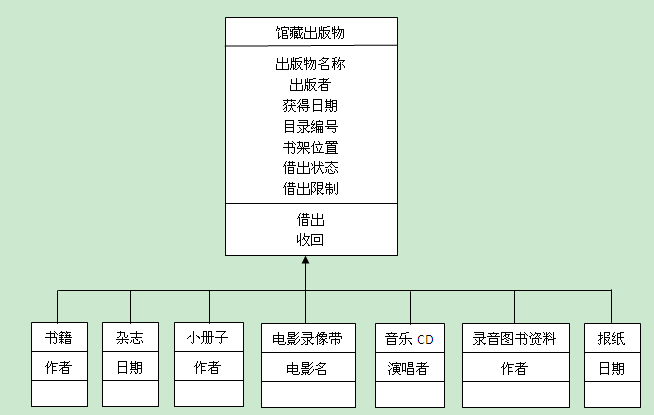 馆藏出版物
出版物名称
出版者
获得日期
目录编号
书架位置
借出状态
借出限制
借出
收回
书籍
作者
杂志
日期
小册子
作者
电影录像带
电影名
音乐 CD
演唱者
录音图书资料
作者
报纸
日期